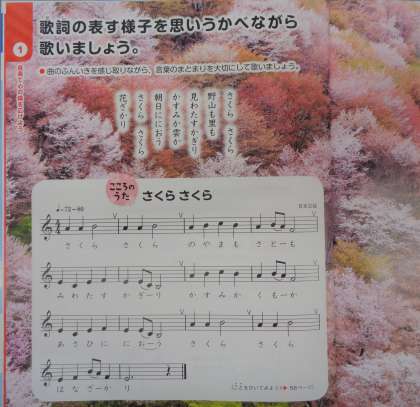 歌詞の表す様子を思いうかべながら
歌いましょう。
1
● 曲のふんいきを感じ取りながら、言葉のまとまりを大切にして歌いましょう。
さくら さくら
野山も里も
見わたすかぎり
かすみか雲か
朝日ににおう
さくら さくら
花ざかり
こころの
うた
さくら さくら
日本古謡
さ く ら さ く ら の や ま も さ と ー も
み わ た す か ぎ ー り か す み か く も ー か
あ さ ひ に に お ー う さ く ら さ く ら
は な ざ ー か り